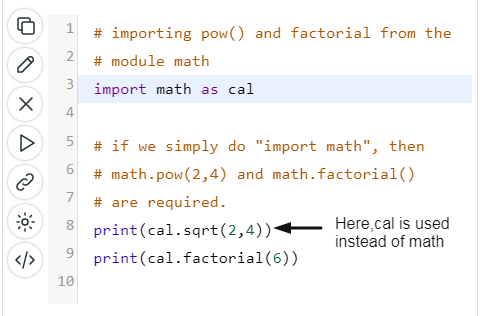 1 # importing pow() and factorial from the
2 # module math
3 import math as cal
4
5 # if we simply do "import math", then
6 # math.pow(2,4) and math.factorial()
7 # are required.
8 print(cal.sqrt(2,4)) Here,cal is used
instead of math
9 print(cal.factorial(6))
10